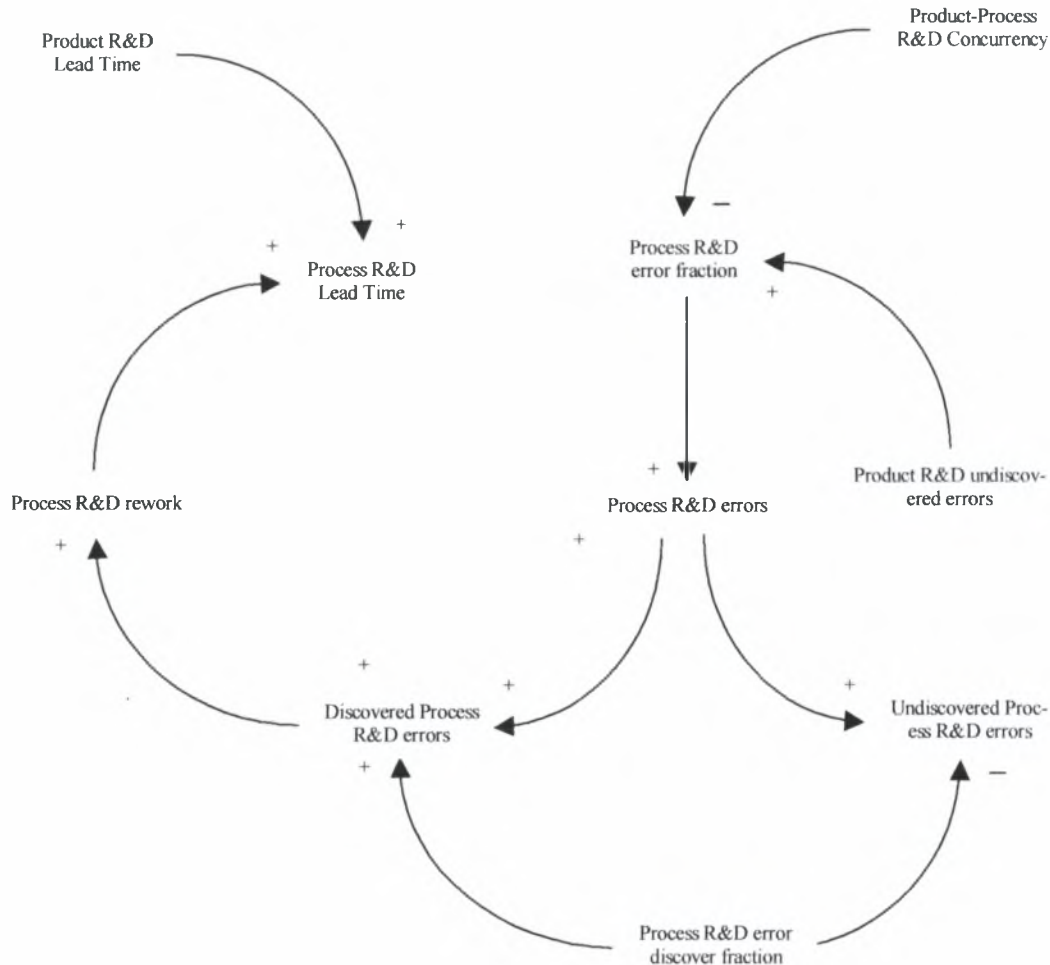 Product R&D
Lead Time
Product-Process
R&D Concurrency
+
+
Process R&D
Lead Time
−
Process R&D
error fraction
+
Process R&D rework
+
+
Process R&D errors
+
Product R&D undiscov-
ered errors
+
+
Discovered Process
R&D errors
+
+
Undiscovered Proc-
ess R&D errors
−
Process R&D error
discover fraction